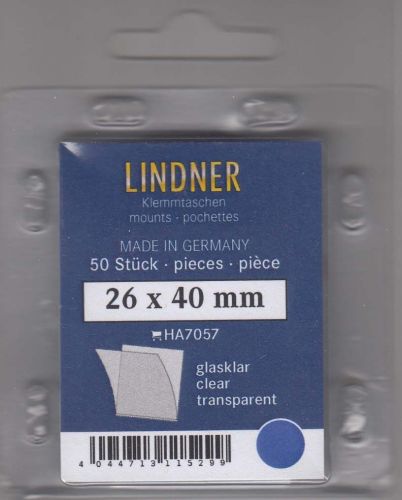 LINDNER
Klemmtaschen
mounts · pochettes
MADE IN GERMANY
50 Stück · pieces · pièce
26 x 40 mm
HA7057
glasklar
clear
transparent
4 044713 115299